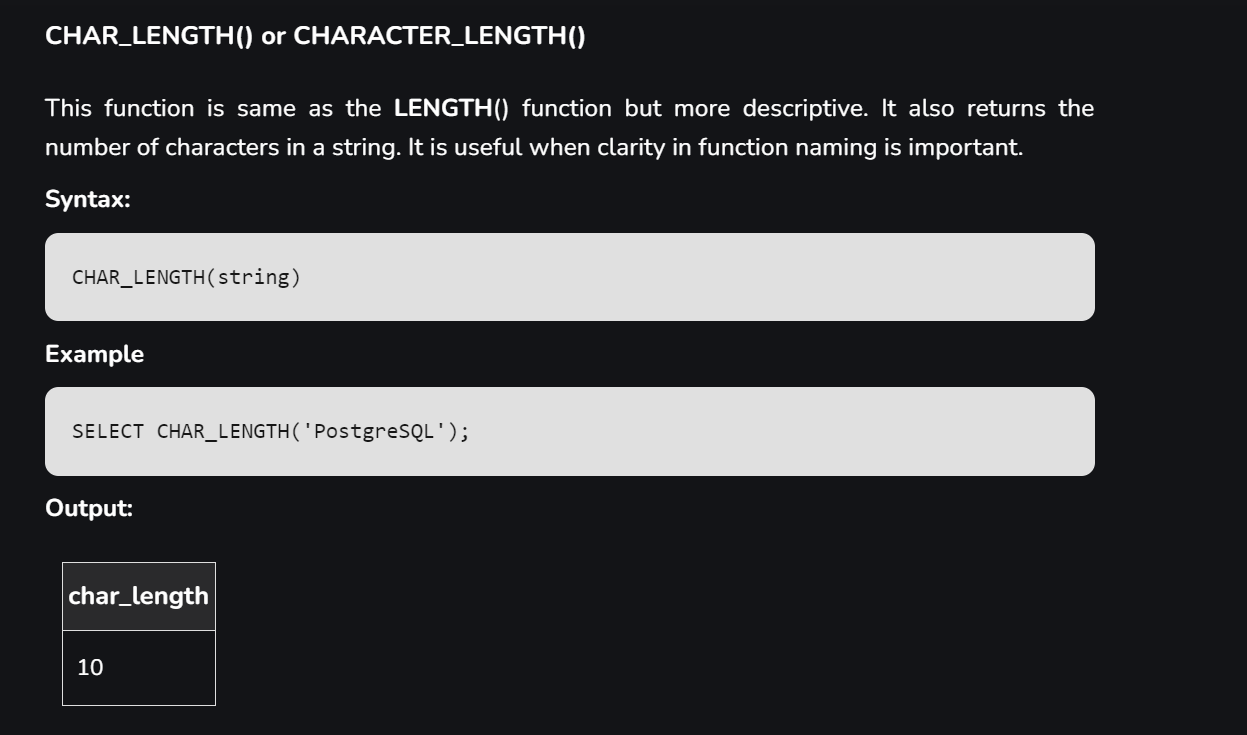 CHAR_LENGTH() or CHARACTER_LENGTH()
This function is same as the LENGTH() function but more descriptive. It also returns the
number of characters in a string. It is useful when clarity in function naming is important.
Syntax:
CHAR_LENGTH(string)
Example
SELECT CHAR_LENGTH('PostgreSQL');
Output:
char_length
10